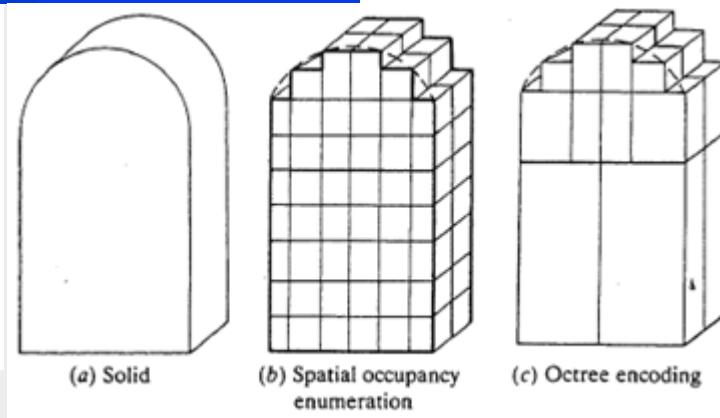 (a) Solid
(b) Spatial occupancy
enumeration
(c) Octree encoding